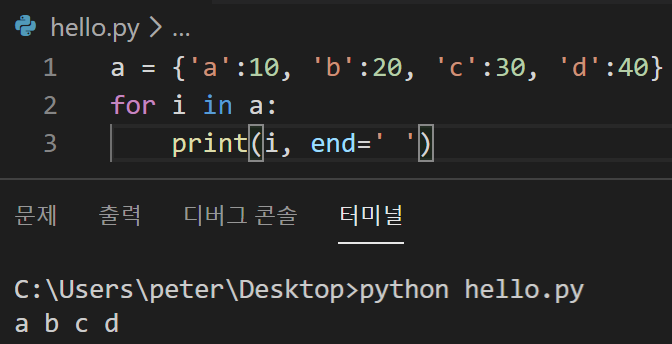 hello.py > ...
1 a = {'a':10, 'b':20, 'c':30, 'd':40}
2 for i in a:
3     print(i, end=' ')
문제 출력 디버그 콘솔 터미널
C:\Users\peter\Desktop>python hello.py
a b c d